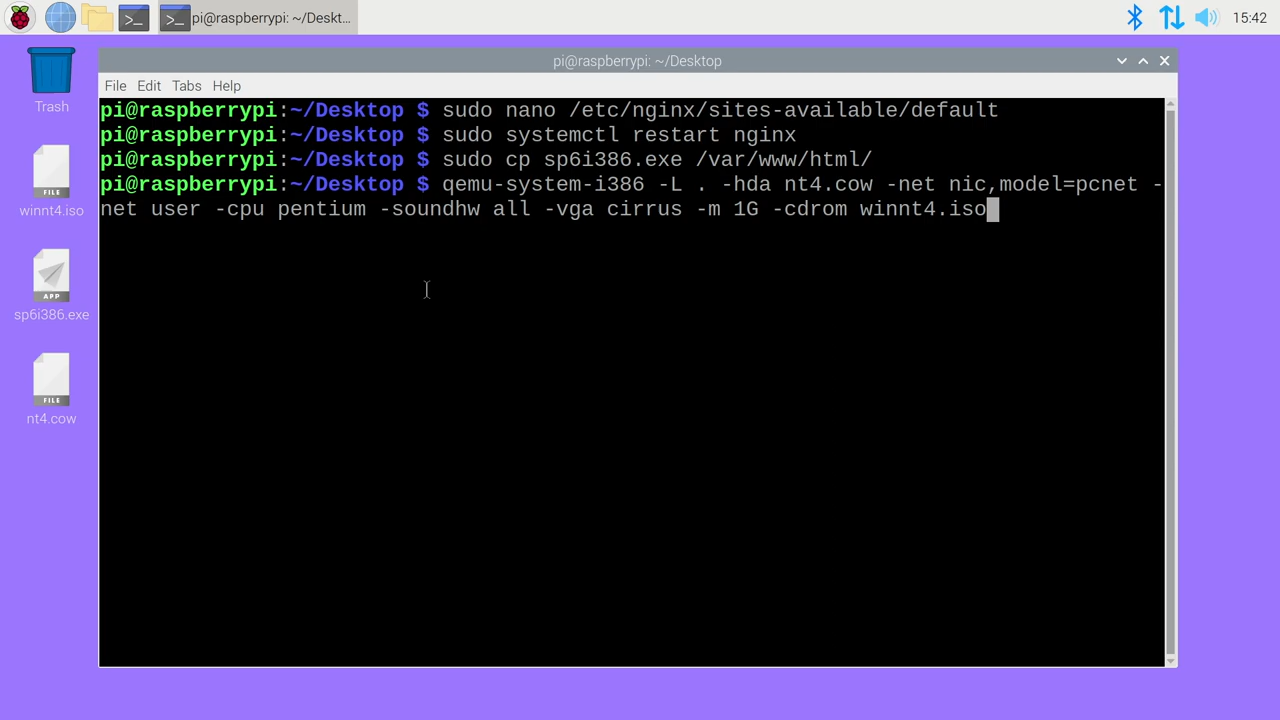 pi@raspberrypi: ~/Deskt...
15:42
pi@raspberrypi: ~/Desktop
File Edit Tabs Help
pi@raspberrypi:~/Desktop $ sudo nano /etc/nginx/sites-available/default
pi@raspberrypi:~/Desktop $ sudo systemctl restart nginx
pi@raspberrypi:~/Desktop $ sudo cp sp6i386.exe /var/www/html/
pi@raspberrypi:~/Desktop $ qemu-system-i386 -L . -hda nt4.cow -net nic,model=pcnet -
net user -cpu pentium -soundhw all -vga cirrus -m 1G -cdrom winnt4.iso
Trash
FILE
winnt4.iso
APP
sp6i386.exe
FILE
nt4.cow